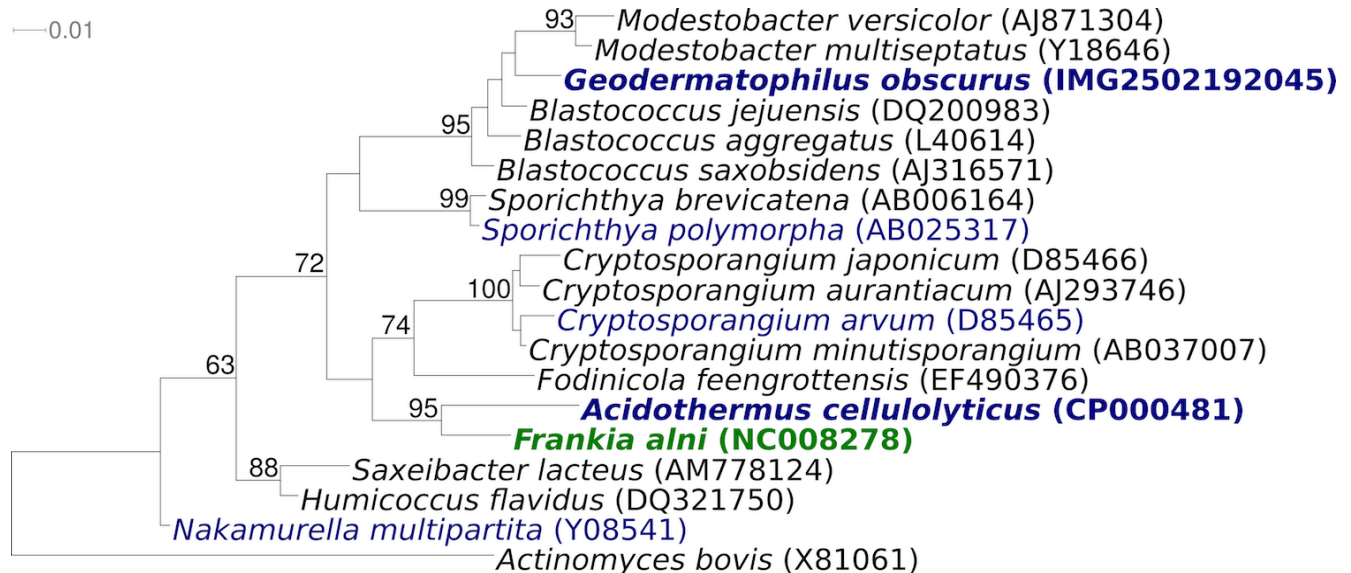 0.01
93
Modestobacter versicolor (AJ871304)
Modestobacter multiseptatus (Y18646)
Geodermatophilus obscurus (IMG2502192045)
Blastococcus jejuensis (DQ200983)
95
Blastococcus aggregatus (L40614)
Blastococcus saxobsidens (AJ316571)
99
Sporichthya brevicatena (AB006164)
Sporichthya polymorpha (AB025317)
72
Cryptosporangium japonicum (D85466)
100
Cryptosporangium aurantiacum (AJ293746)
Cryptosporangium arvum (D85465)
74
Cryptosporangium minutisporangium (AB037007)
63
Fodinicola feengrottensis (EF490376)
95
Acidothermus cellulolyticus (CP000481)
Frankia alni (NC008278)
88
Saxeibacter lacteus (AM778124)
Humicoccus flavidus (DQ321750)
Nakamurella multipartita (Y08541)
Actinomyces bovis (X81061)